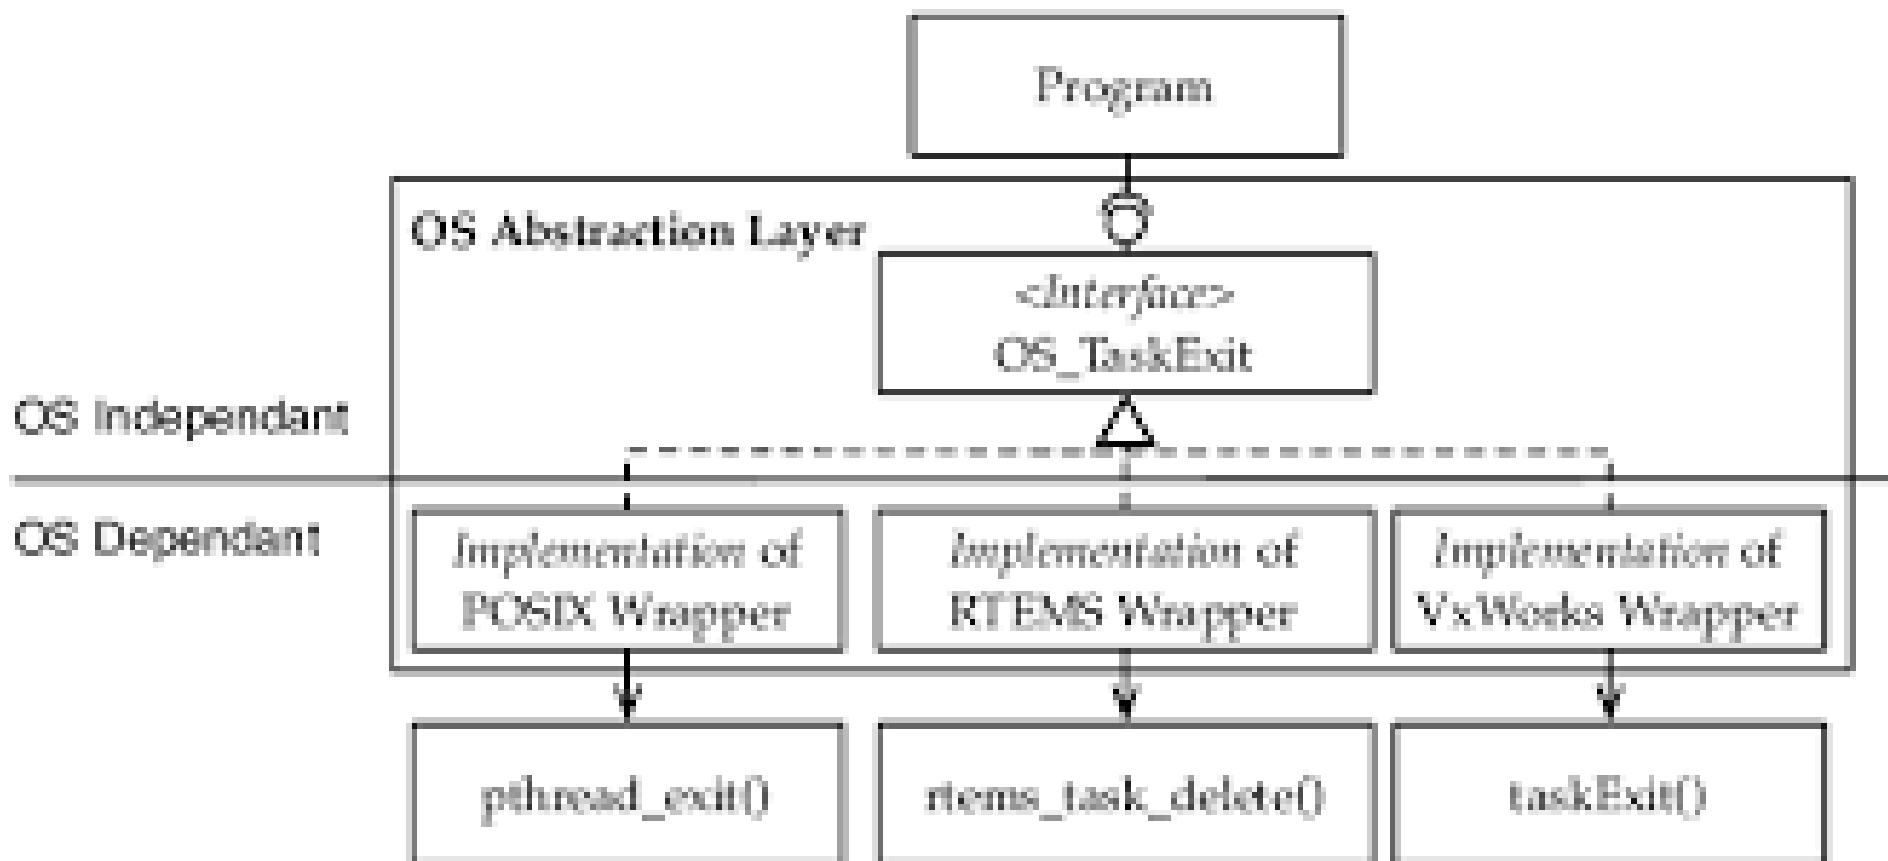 Program
OS Abstraction Layer
<Interface>
OS_TaskExit
OS Independant
OS Dependant
Implementation of
POSIX Wrapper
Implementation of
RTEMS Wrapper
Implementation of
VxWorks Wrapper
pthread_exit()
rtems_task_delete()
taskExit()